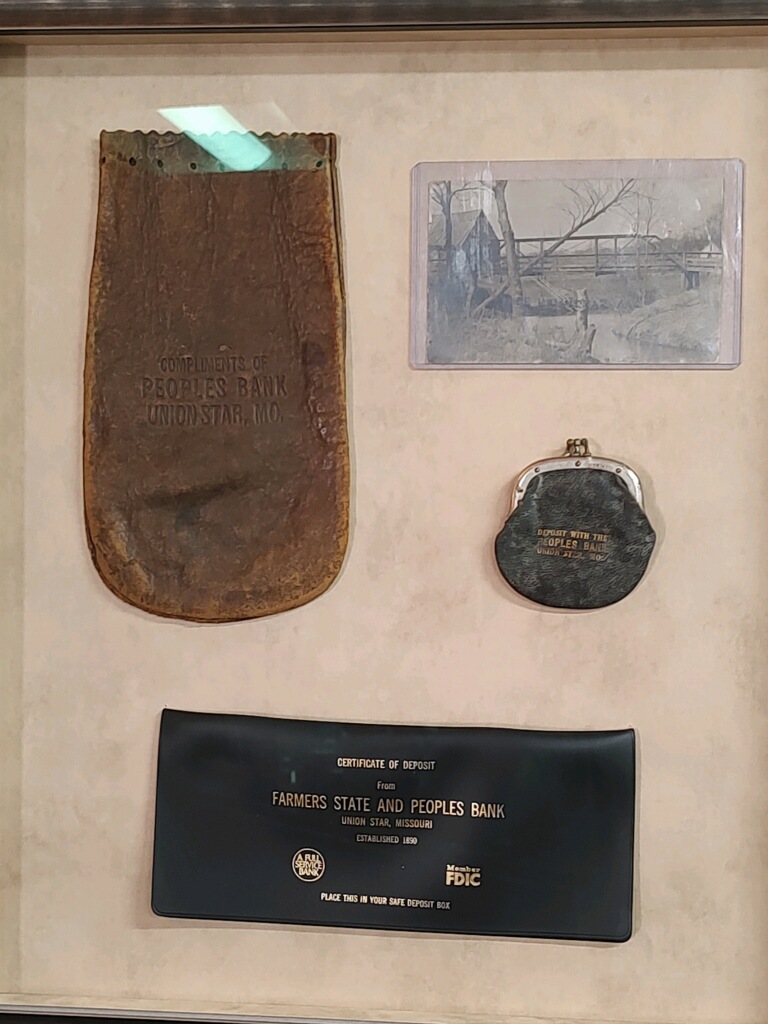 COMPLIMENTS OF
PEOPLES BANK
UNION STAR, MO.
DEPOSIT WITH THE
PEOPLES BANK
UNION STAR, MO.
CERTIFICATE OF DEPOSIT
From
FARMERS STATE AND PEOPLES BANK
UNION STAR, MISSOURI
ESTABLISHED 1890
A FULL
SERVICE
BANK
Member
FDIC
PLACE THIS IN YOUR SAFE DEPOSIT BOX